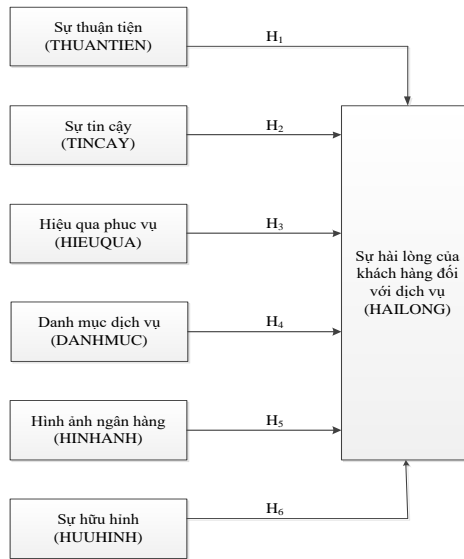 Sự thuận tiện
(THUANTIEN)
H₁
Sự tin cậy
(TINCAY)
H₂
Hiệu qua phuc vụ
(HIEUQUA)
H₃
Danh mục dịch vụ
(DANHMUC)
H₄
Hình ảnh ngân hàng
(HINHANH)
H₅
Sự hữu hình
(HUUHINH)
H₆
Sự hài lòng của
khách hàng đối
với dịch vụ
(HAILONG)